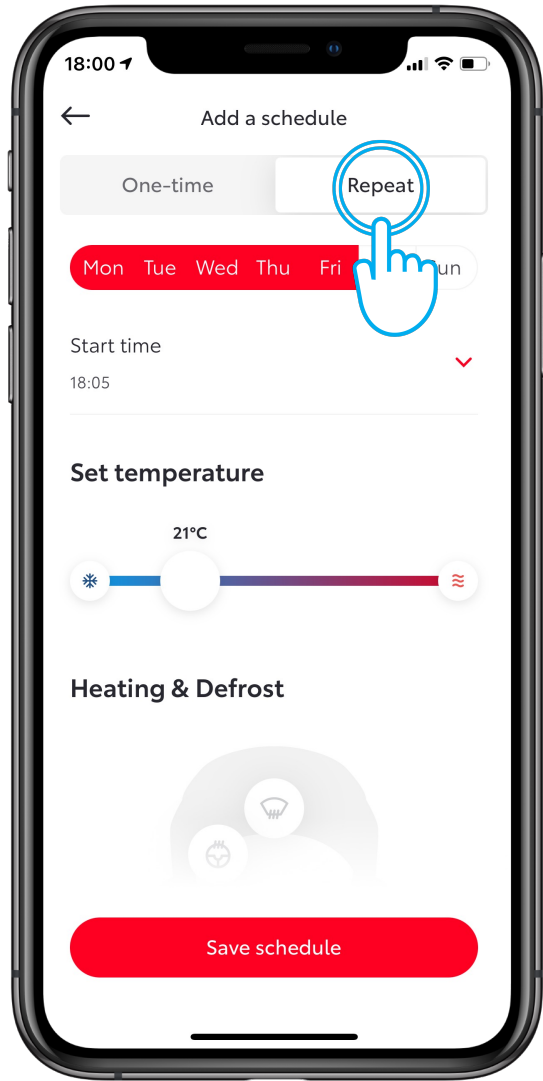 18:00
Add a schedule
One-time Repeat
Mon Tue Wed Thu Fri
Start time
18:05
Set temperature
21°C
Heating & Defrost
Save schedule